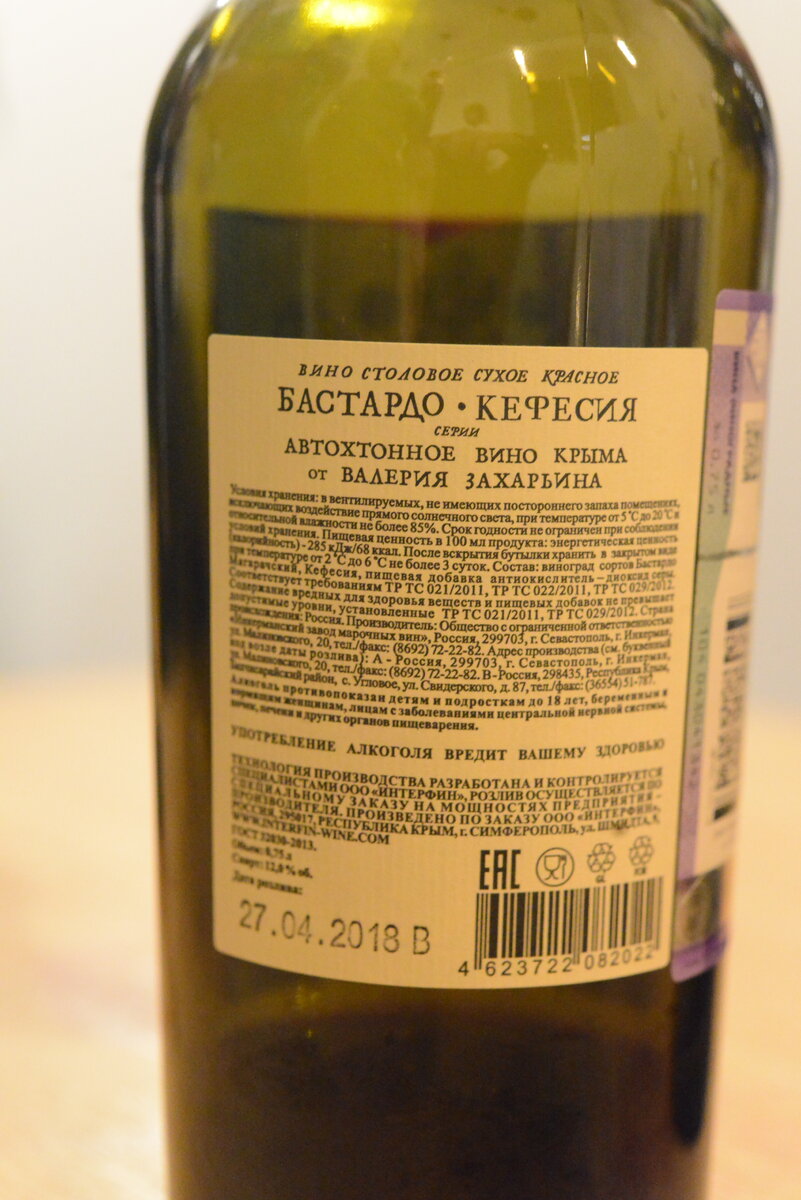 ВИНО СТОЛОВОЕ СУХОЕ КРАСНОЕ
БАСТАРДО • КЕФЕСИЯ
СЕРИИ
АВТОХТОННОЕ ВИНО КРЫМА
от ВАЛЕРИЯ ЗАХАРЬИНА
Условия хранения: в вентилируемых, не имеющих постороннего запаха помещениях,
исключающих воздействие прямого солнечного света, при температуре от 5 °С до 20 °С и
относительной влажности не более 85%. Срок годности не ограничен при соблюдении
условий хранения. Пищевая ценность в 100 мл продукта: энергетическая ценность
(калорийность) - 285 кДж/68 ккал. После вскрытия бутылки хранить в закрытом виде
при температуре от 2 °С до 6 °С не более 3 суток. Состав: виноград сортов Бастардо
Магарачский, Кефесия, пищевая добавка антиокислитель – диоксид серы.
Соответствует требованиям ТР ТС 021/2011, ТР ТС 022/2011, ТР ТС 029/2012.
Содержание вредных для здоровья веществ и пищевых добавок не превышает
допустимые уровни, установленные ТР ТС 021/2011, ТР ТС 029/2012. Страна
происхождения: Россия. Производитель: Общество с ограниченной ответственностью
«Инкерманский завод марочных вин», Россия, 299703, г. Севастополь, г. Инкерман,
ул. Малиновского, 20, тел./факс: (8692) 72-22-82. Адрес производства (см. буквенный
код возле даты розлива): А - Россия, 299703, г. Севастополь, г. Инкерман,
ул. Малиновского, 20, тел./факс: (8692) 72-22-82. В - Россия, 298435, Республика Крым,
Бахчисарайский район, с. Угловое, ул. Свидерского, д. 87, тел./факс: (36554) 51-787.
Алкоголь противопоказан детям и подросткам до 18 лет, беременным и
кормящим женщинам, лицам с заболеваниями центральной нервной системы,
почек, печени и других органов пищеварения.
УПОТРЕБЛЕНИЕ АЛКОГОЛЯ ВРЕДИТ ВАШЕМУ ЗДОРОВЬЮ
ТЕХНОЛОГИЯ ПРОИЗВОДСТВА РАЗРАБОТАНА И КОНТРОЛИРУЕТСЯ
СПЕЦИАЛИСТАМИ ООО «ИНТЕРФИН», РОЗЛИВ ОСУЩЕСТВЛЯЕТСЯ ПО
СПЕЦИАЛЬНОМУ ЗАКАЗУ НА МОЩНОСТЯХ ПРЕДПРИЯТИЯ-
ПРОИЗВОДИТЕЛЯ. ПРОИЗВЕДЕНО ПО ЗАКАЗУ ООО «ИНТЕРФИН»,
РОССИЯ, 295017, РЕСПУБЛИКА КРЫМ, г. СИМФЕРОПОЛЬ, ул. ШМИДТА,
WWW.INTERFIN-WINE.COM
ГОСТ 32030-2013.
Объем: 0,75 л
Спирт: 12,0 % об.
Дата розлива:
27.04.2018 В
ЕАС
4 623722 082022